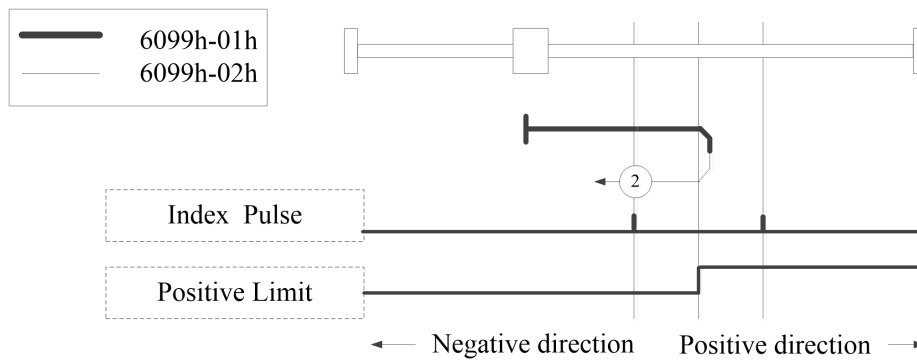 6099h-01h
6099h-02h
2
Index Pulse
Positive Limit
Negative direction
Positive direction